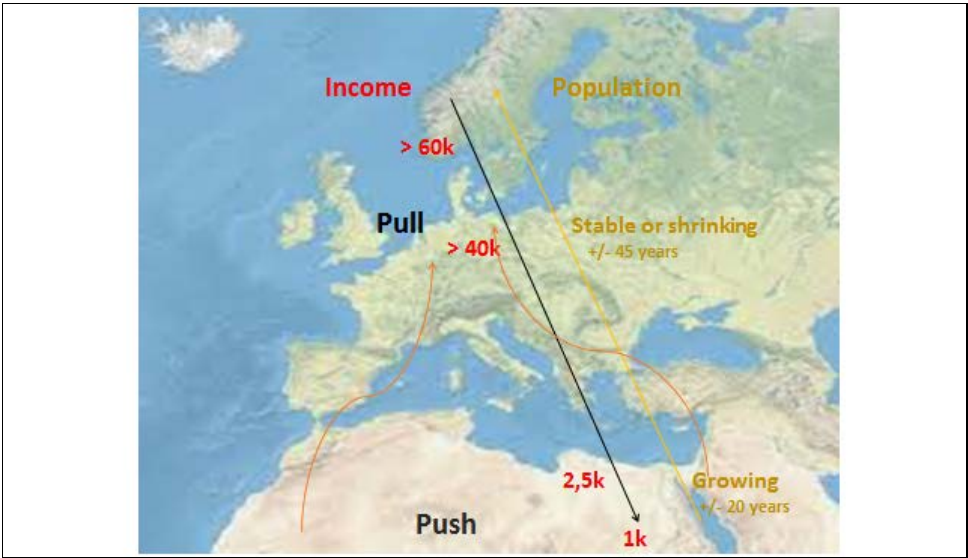 Income
Population
> 60k
Pull
Stable or shrinking
> 40k
+/- 45 years
2,5k
Growing
+/- 20 years
Push
1k